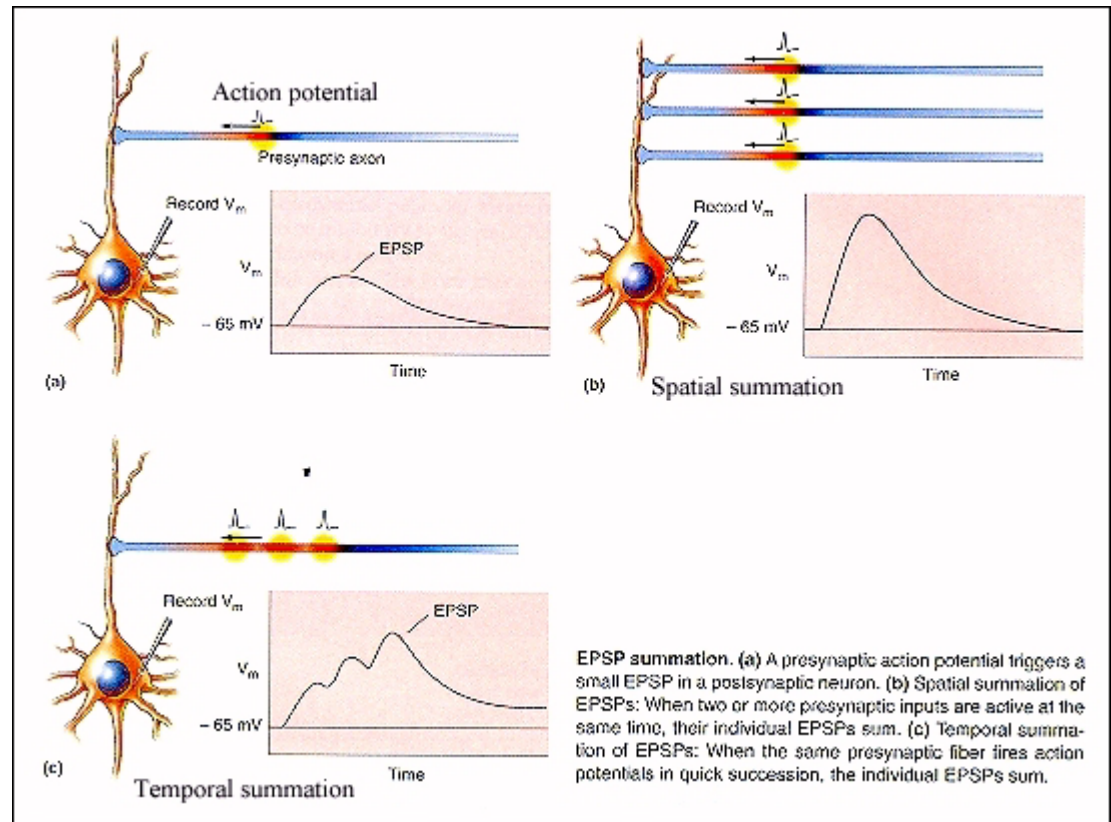 Action potential
Presynaptic axon
Record Vm
EPSP
Vm
– 65 mV
Time
(a)
Record Vm
Vm
– 65 mV
Time
(b)
Spatial summation
Record Vm
EPSP
Vm
– 65 mV
Time
(c)
Temporal summation
EPSP summation. (a) A presynaptic action potential triggers a
small EPSP in a postsynaptic neuron. (b) Spatial summation of
EPSPs: When two or more presynaptic inputs are active at the
same time, their individual EPSPs sum. (c) Temporal summa-
tion of EPSPs: When the same presynaptic fiber fires action
potentials in quick succession, the individual EPSPs sum.